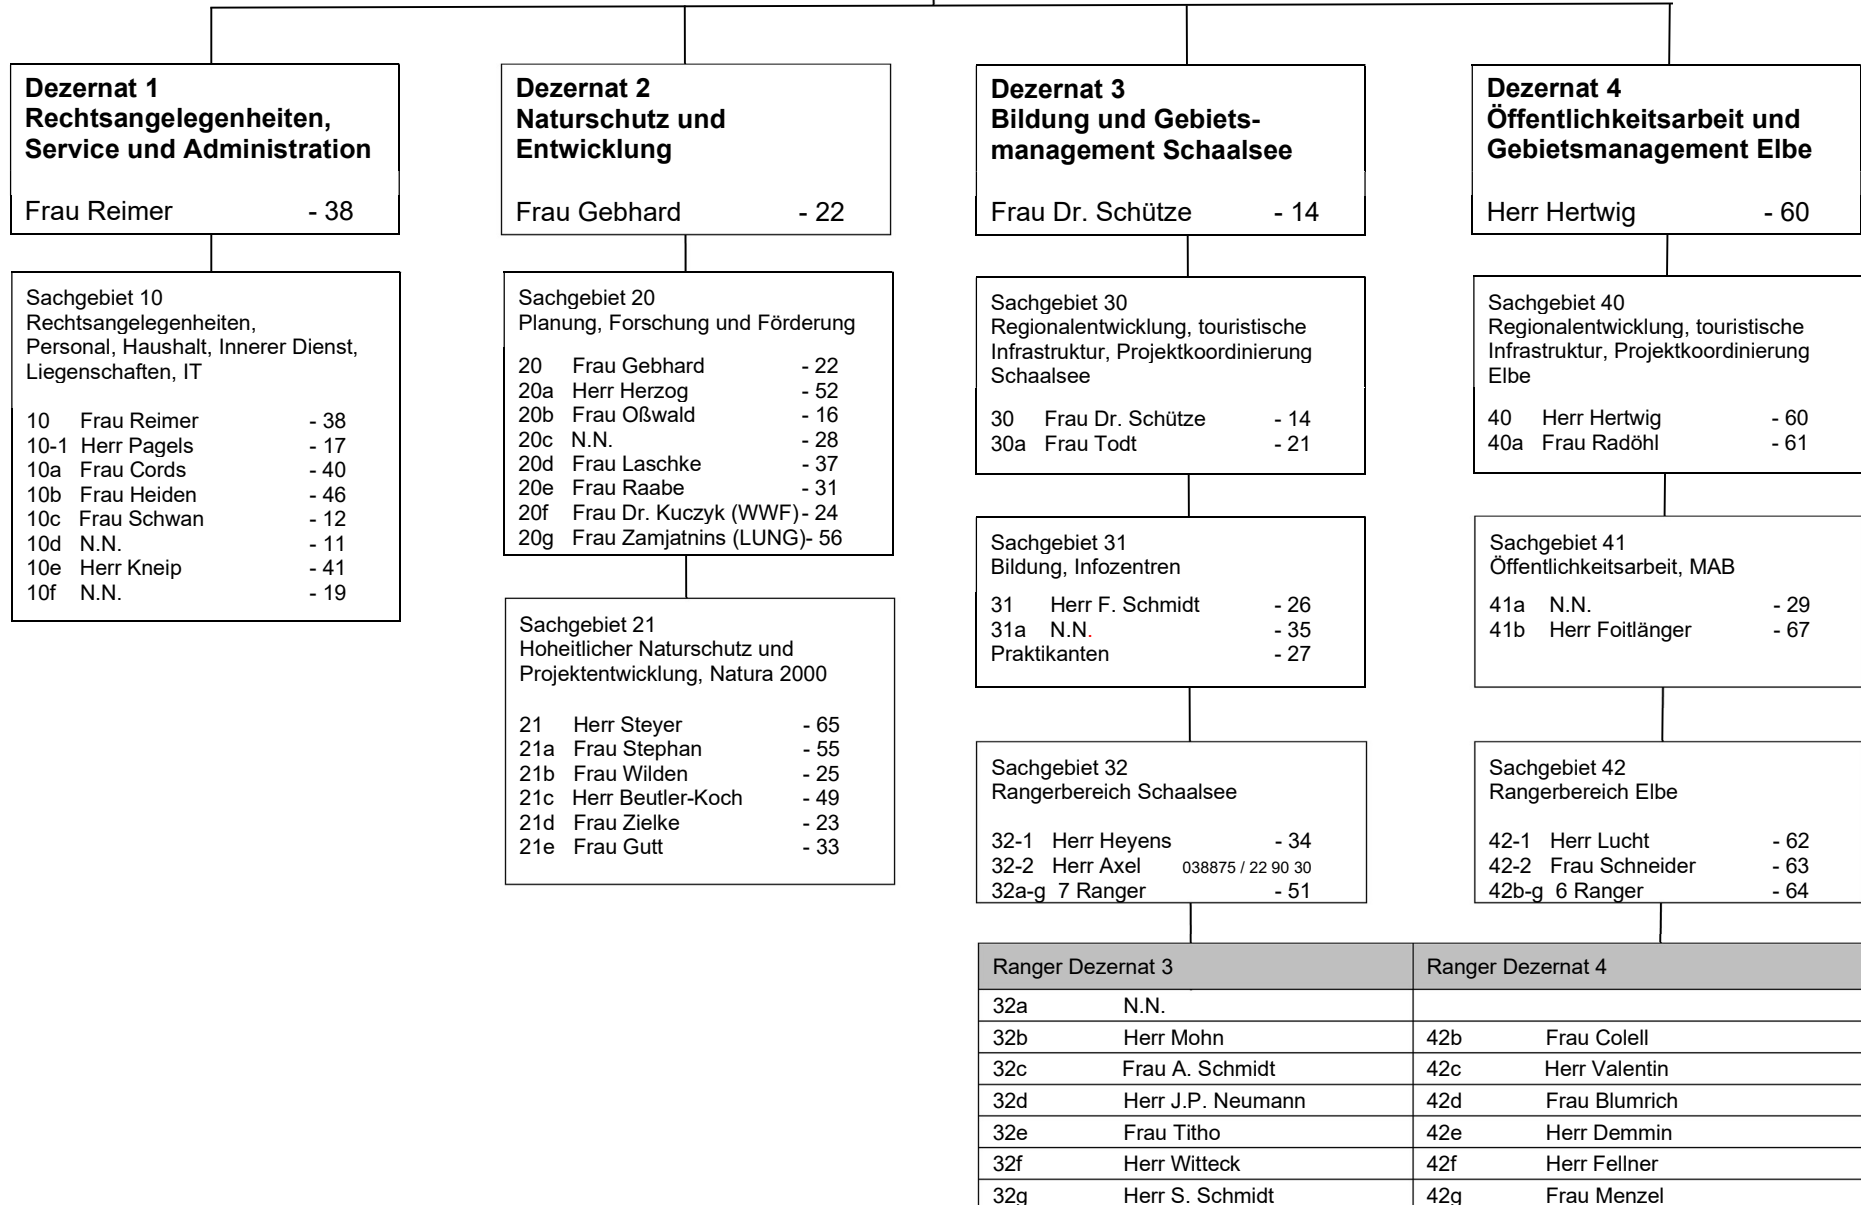 Dezernat 1
Rechtsangelegenheiten,
Service und Administration
Frau Reimer - 38
Sachgebiet 10
Rechtsangelegenheiten,
Personal, Haushalt, Innerer Dienst,
Liegenschaften, IT
10 Frau Reimer - 38
10-1 Herr Pagels - 17
10a Frau Cords - 40
10b Frau Heiden - 46
10c Frau Schwan - 12
10d N.N. - 11
10e Herr Kneip - 41
10f N.N. - 19
Dezernat 2
Naturschutz und
Entwicklung
Frau Gebhard - 22
Sachgebiet 20
Planung, Forschung und Förderung
20 Frau Gebhard - 22
20a Herr Herzog - 52
20b Frau Oßwald - 16
20c N.N. - 28
20d Frau Laschke - 37
20e Frau Raabe - 31
20f Frau Dr. Kuczyk (WWF) - 24
20g Frau Zamjatnins (LUNG)- 56
Sachgebiet 21
Hoheitlicher Naturschutz und
Projektentwicklung, Natura 2000
21 Herr Steyer - 65
21a Frau Stephan - 55
21b Frau Wilden - 25
21c Herr Beutler-Koch - 49
21d Frau Zielke - 23
21e Frau Gutt - 33
Dezernat 3
Bildung und Gebiets-
management Schaalsee
Frau Dr. Schütze - 14
Sachgebiet 30
Regionalentwicklung, touristische
Infrastruktur, Projektkoordinierung
Schaalsee
30 Frau Dr. Schütze - 14
30a Frau Todt - 21
Sachgebiet 31
Bildung, Infozentren
31 Herr F. Schmidt - 26
31a N.N. - 35
Praktikanten - 27
Sachgebiet 32
Rangerbereich Schaalsee
32-1 Herr Heyens - 34
32-2 Herr Axel 038875 / 22 90 30
32a-g 7 Ranger - 51
Dezernat 4
Öffentlichkeitsarbeit und
Gebietsmanagement Elbe
Herr Hertwig - 60
Sachgebiet 40
Regionalentwicklung, touristische
Infrastruktur, Projektkoordinierung
Elbe
40 Herr Hertwig - 60
40a Frau Radöhl - 61
Sachgebiet 41
Öffentlichkeitsarbeit, MAB
41a N.N. - 29
41b Herr Foitlänger - 67
Sachgebiet 42
Rangerbereich Elbe
42-1 Herr Lucht - 62
42-2 Frau Schneider - 63
42b-g 6 Ranger - 64
Ranger Dezernat 3 Ranger Dezernat 4
32a N.N.
32b Herr Mohn 42b Frau Colell
32c Frau A. Schmidt 42c Herr Valentin
32d Herr J.P. Neumann 42d Frau Blumrich
32e Frau Titho 42e Herr Demmin
32f Herr Witteck 42f Herr Fellner
32g Herr S. Schmidt 42g Frau Menzel